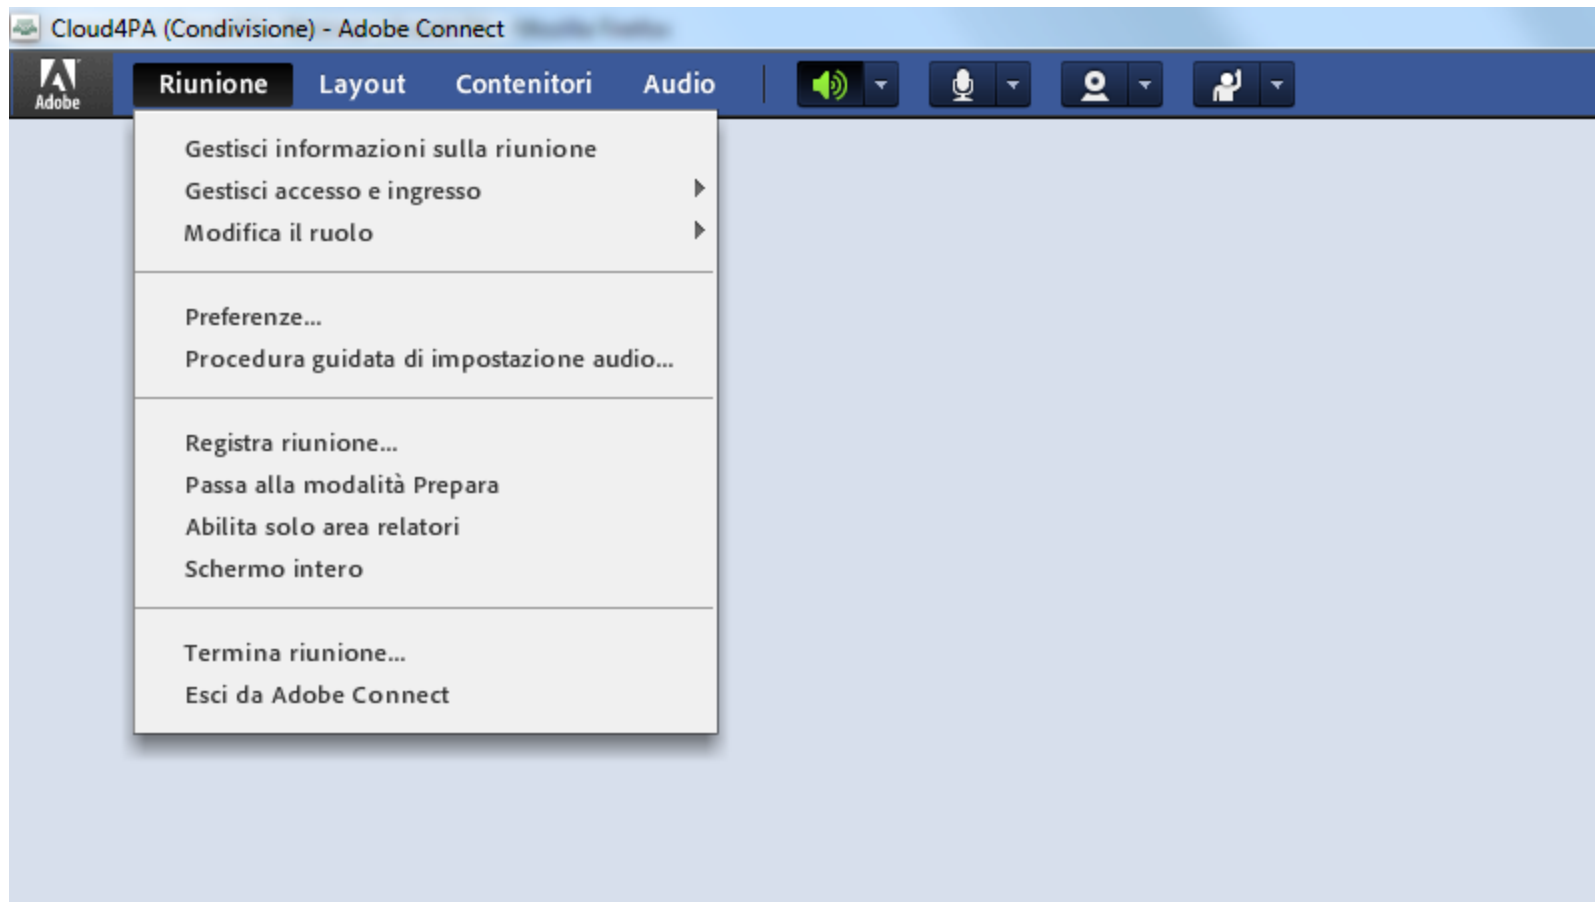 Cloud4PA (Condivisione) - Adobe Connect
Adobe
Riunione Layout Contenitori Audio
Gestisci informazioni sulla riunione
Gestisci accesso e ingresso
Modifica il ruolo
Preferenze...
Procedura guidata di impostazione audio...
Registra riunione...
Passa alla modalità Prepara
Abilita solo area relatori
Schermo intero
Termina riunione...
Esci da Adobe Connect